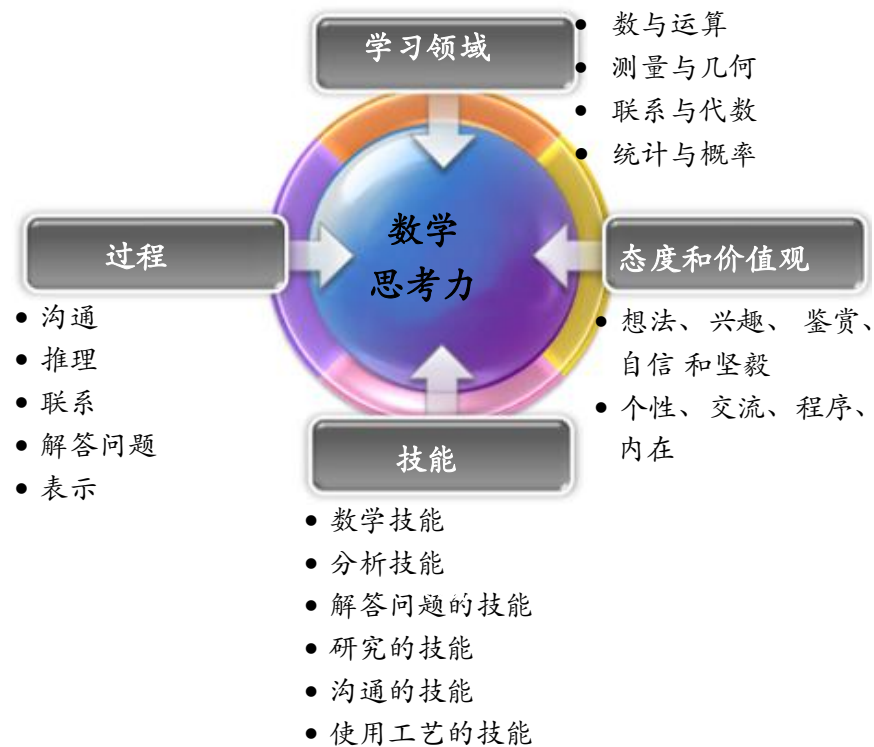 学习领域
• 数与运算
• 测量与几何
• 联系与代数
• 统计与概率
数学
思考力
过程
• 沟通
• 推理
• 联系
• 解答问题
• 表示
态度和价值观
• 想法、兴趣、 鉴赏、
自信 和坚毅
• 个性、交流、程序、
内在
技能
• 数学技能
• 分析技能
• 解答问题的技能
• 研究的技能
• 沟通的技能
• 使用工艺的技能